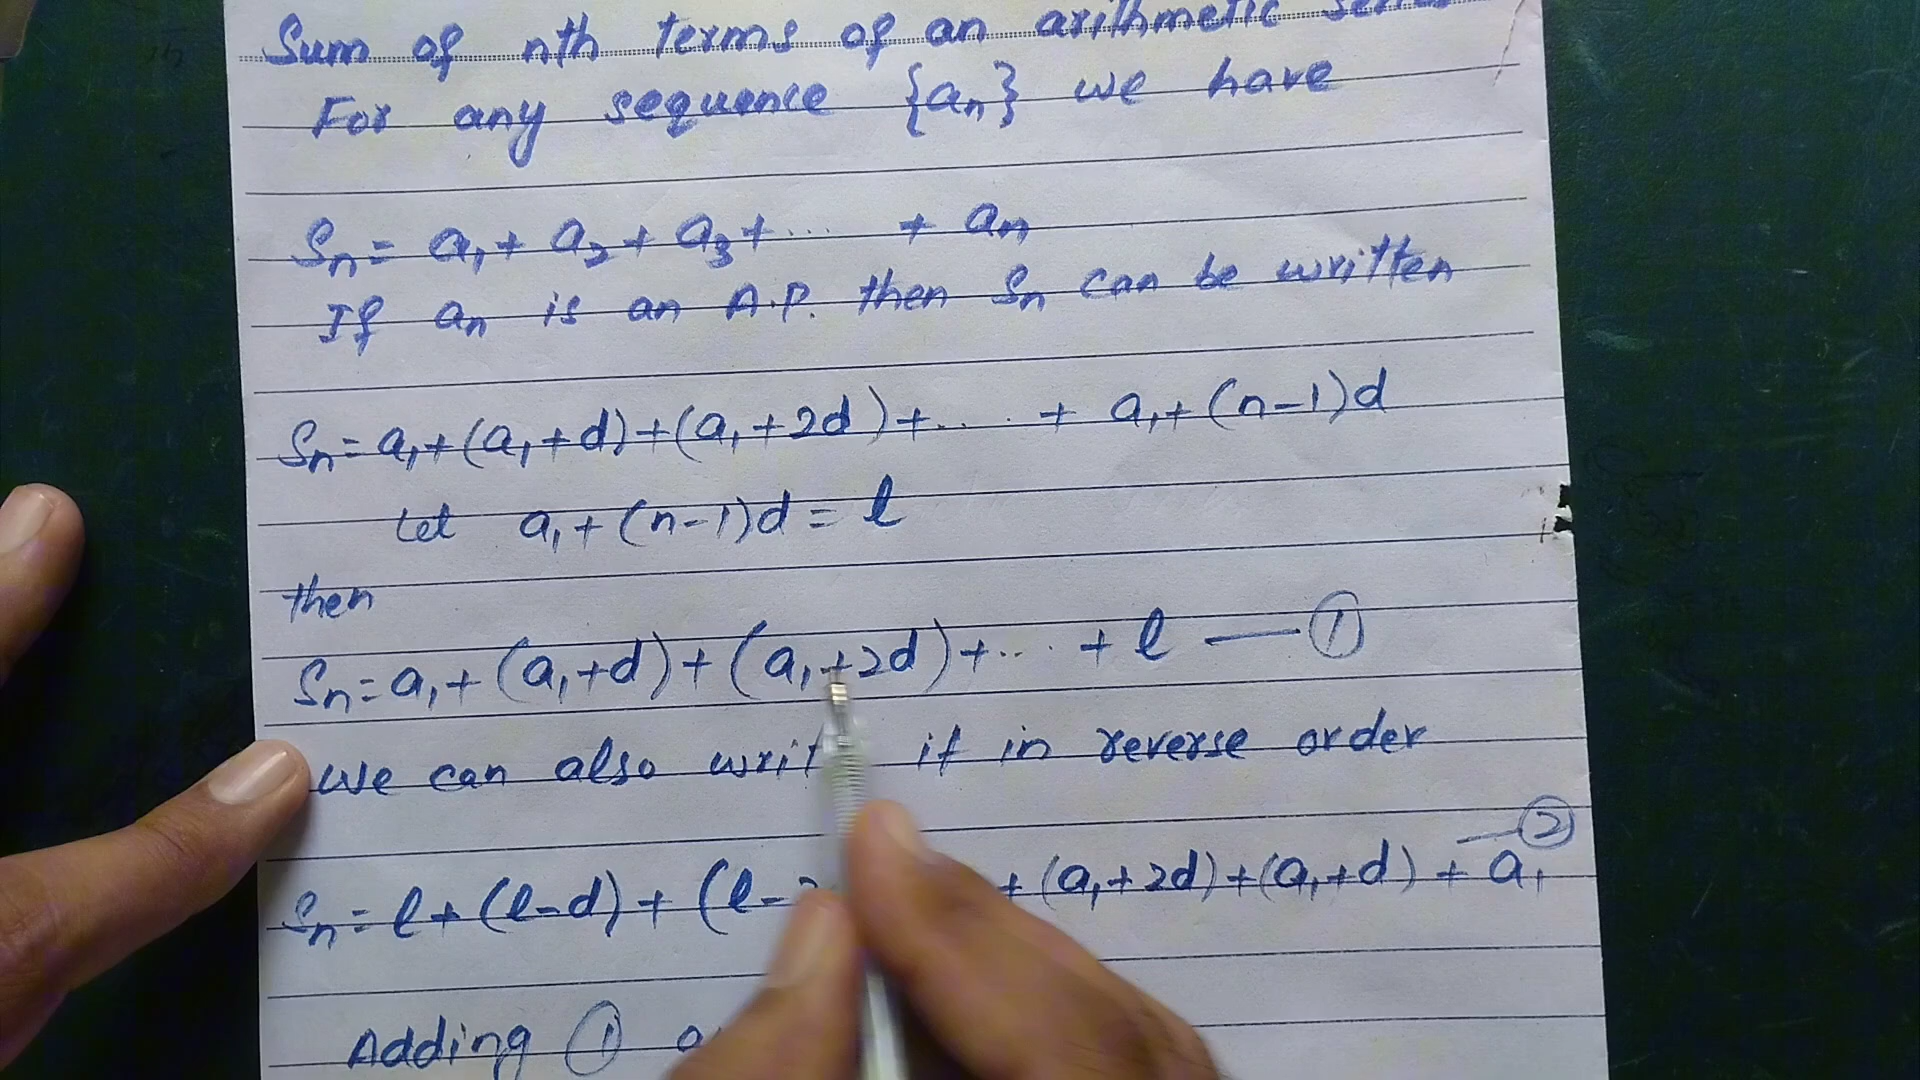 Sum of nth terms of an arithmetic series
For any sequence {aₙ} we have
Sₙ = a₁ + a₂ + a₃ + .... + aₙ
If aₙ is an A.P. then Sₙ can be written
Sₙ = a₁ + (a₁ + d) + (a₁ + 2d) + .... + a₁ + (n-1)d
Let a₁ + (n-1)d = l
then
Sₙ = a₁ + (a₁ + d) + (a₁ + 2d) + .... + l — ①
We can also writ it in reverse order
— ②
Sₙ = l + (l - d) + (l - + (a₁ + 2d) + (a₁ + d) + a₁
Adding ①